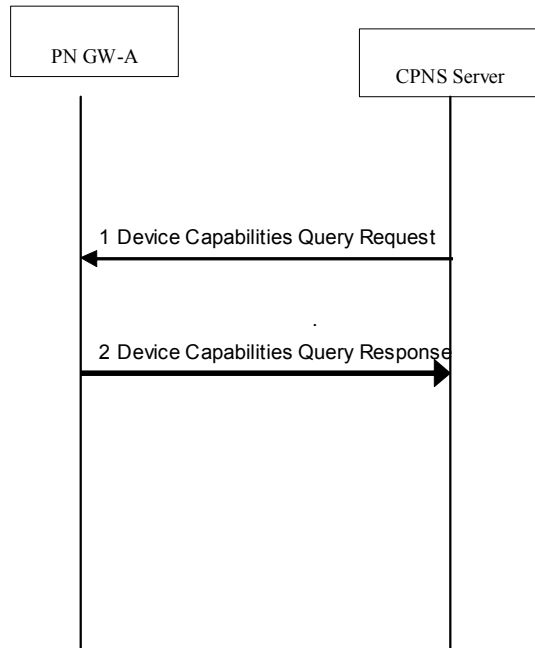 PN GW-A
CPNS Server
1 Device Capabilities Query Request
.
2 Device Capabilities Query Response